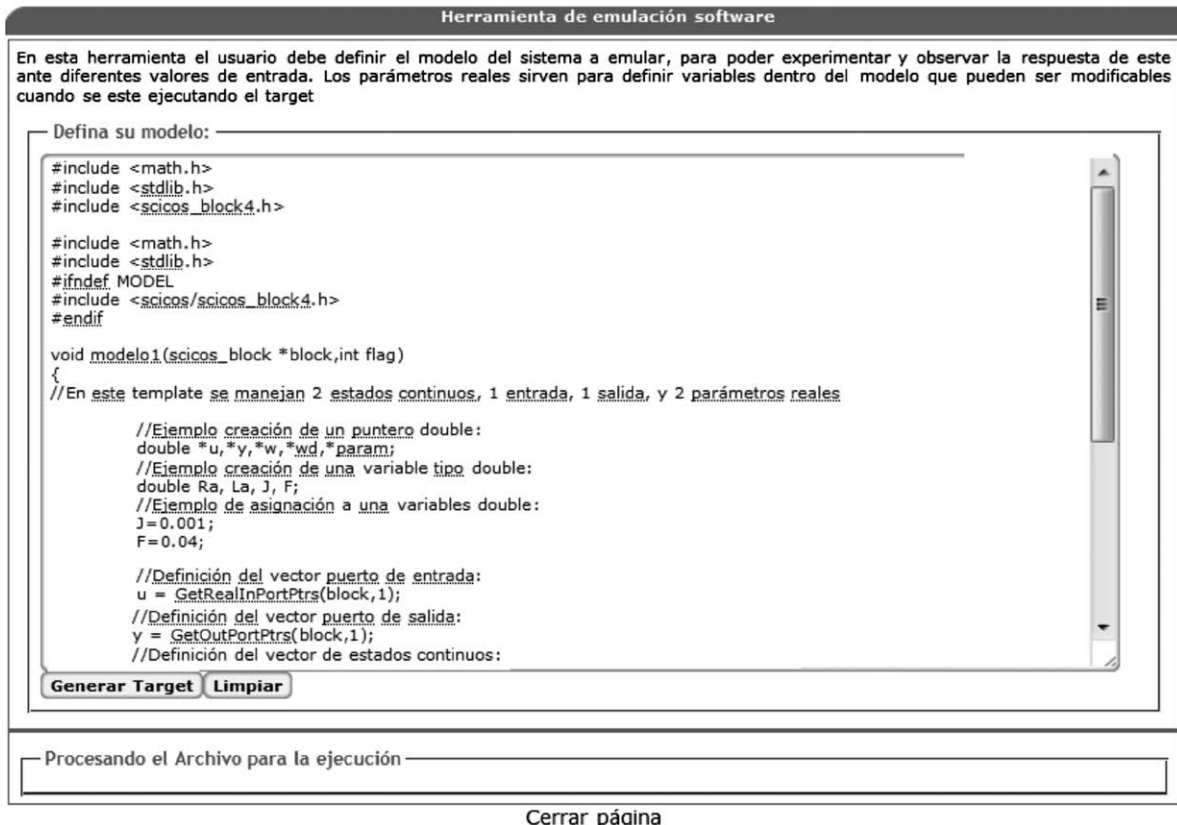 Herramienta de emulación software
En esta herramienta el usuario debe definir el modelo del sistema a emular, para poder experimentar y observar la respuesta de este
ante diferentes valores de entrada. Los parámetros reales sirven para definir variables dentro del modelo que pueden ser modificables
cuando se este ejecutando el target
Defina su modelo:
#include <math.h>
#include <stdlib.h>
#include <scicos_block4.h>
#include <math.h>
#include <stdlib.h>
#ifndef MODEL
#include <scicos/scicos_block4.h>
#endif
void modelo1(scicos_block *block,int flag)
{
//En este template se manejan 2 estados continuos, 1 entrada, 1 salida, y 2 parámetros reales
//Ejemplo creación de un puntero double:
double *u,*y,*w,*wd,*param;
//Ejemplo creación de una variable tipo double:
double Ra, La, J, F;
//Ejemplo de asignación a una variables double:
J=0.001;
F=0.04;
//Definición del vector puerto de entrada:
u = GetRealInPortPtrs(block,1);
//Definición del vector puerto de salida:
y = GetOutPortPtrs(block,1);
//Definición del vector de estados continuos:
Generar Target Limpiar
Procesando el Archivo para la ejecución
Cerrar página